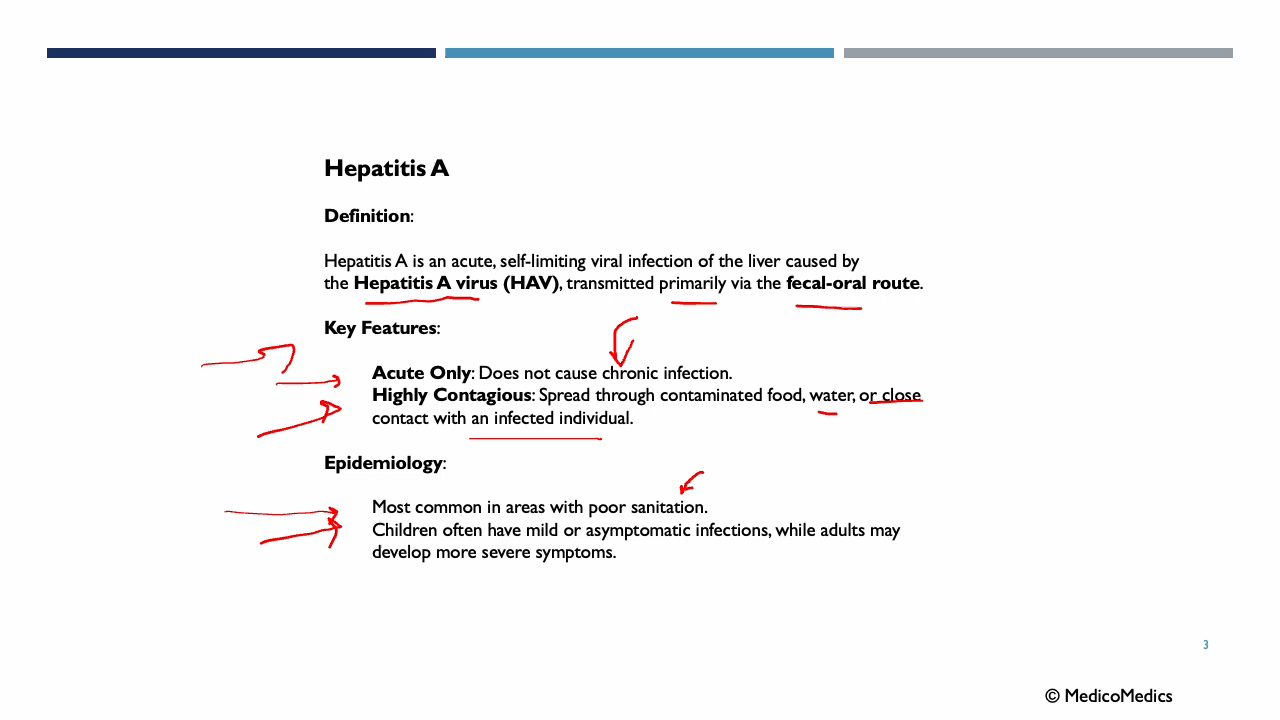 Hepatitis A
Definition:
Hepatitis A is an acute, self-limiting viral infection of the liver caused by
the Hepatitis A virus (HAV), transmitted primarily via the fecal-oral route.
Key Features:
Acute Only: Does not cause chronic infection.
Highly Contagious: Spread through contaminated food, water, or close
contact with an infected individual.
Epidemiology:
Most common in areas with poor sanitation.
Children often have mild or asymptomatic infections, while adults may
develop more severe symptoms.
3
© MedicoMedics